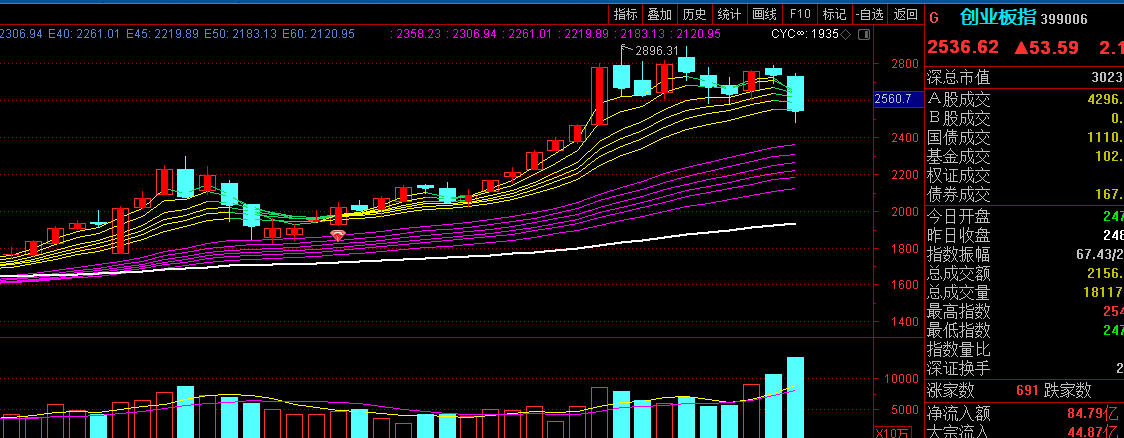 指标 叠加 历史 统计 画线 F10 标记 -自选 返回
G 创业板指 399006
2306.94 E40: 2261.01 E45: 2219.89 E50: 2183.13 E60: 2120.95 : 2358.23 : 2306.94 : 2261.01 : 2219.89 : 2183.13 : 2120.95 CYC∞: 1935◇
2536.62 ▲53.59 2.1
2896.31
2800
2560.7
2400
2200
2000
1800
1600
1400
10000
5000
X10万
深总市值 3023
A股成交 4296.
B股成交 0.
国债成交 1110.
基金成交 102.
权证成交
债券成交 167.
今日开盘 247
昨日收盘 248
指数振幅 67.43/2
总成交额 2156.
总成交量 18117
最高指数 254
最低指数 247
指数量比
深证换手 2
涨家数 691 跌家数
净流入额 84.79亿
大宗流入 44.87亿